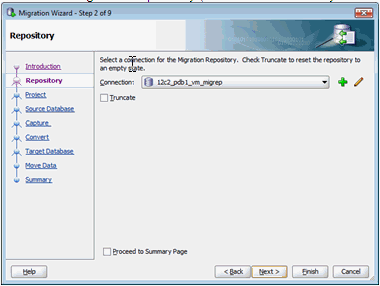 Migration Wizard - Step 2 of 9
Repository
Introduction
Repository
Project
Source Database
Capture
Convert
Target Database
Move Data
Summary
Select a connection for the Migration Repository. Check Truncate to reset the repository to
an empty state.
Connection:
12c2_pdb1_vm_migrep
Truncate
Proceed to Summary Page
Help
< Back
Next >
Finish
Cancel